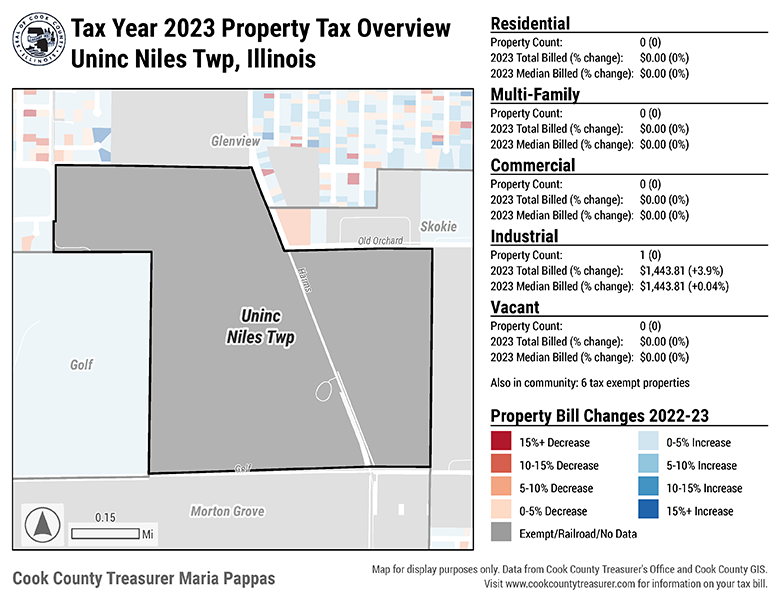 SEAL OF COOK COUNTY
ILLINOIS
Tax Year 2023 Property Tax Overview
Uninc Niles Twp, Illinois
Glenview
Skokie
Old Orchard
Harms
Uninc
Niles Twp
Golf
Golf
Morton Grove
0.15
Mi
Cook County Treasurer Maria Pappas
Residential
Property Count: 0 (0)
2023 Total Billed (% change): $0.00 (0%)
2023 Median Billed (% change): $0.00 (0%)
Multi-Family
Property Count: 0 (0)
2023 Total Billed (% change): $0.00 (0%)
2023 Median Billed (% change): $0.00 (0%)
Commercial
Property Count: 0 (0)
2023 Total Billed (% change): $0.00 (0%)
2023 Median Billed (% change): $0.00 (0%)
Industrial
Property Count: 1 (0)
2023 Total Billed (% change): $1,443.81 (+3.9%)
2023 Median Billed (% change): $1,443.81 (+0.04%)
Vacant
Property Count: 0 (0)
2023 Total Billed (% change): $0.00 (0%)
2023 Median Billed (% change): $0.00 (0%)
Also in community: 6 tax exempt properties
Property Bill Changes 2022-23
15%+ Decrease
0-5% Increase
10-15% Decrease
5-10% Increase
5-10% Decrease
10-15% Increase
0-5% Decrease
15%+ Increase
Exempt/Railroad/No Data
Map for display purposes only. Data from Cook County Treasurer's Office and Cook County GIS.
Visit www.cookcountytreasurer.com for information on your tax bill.